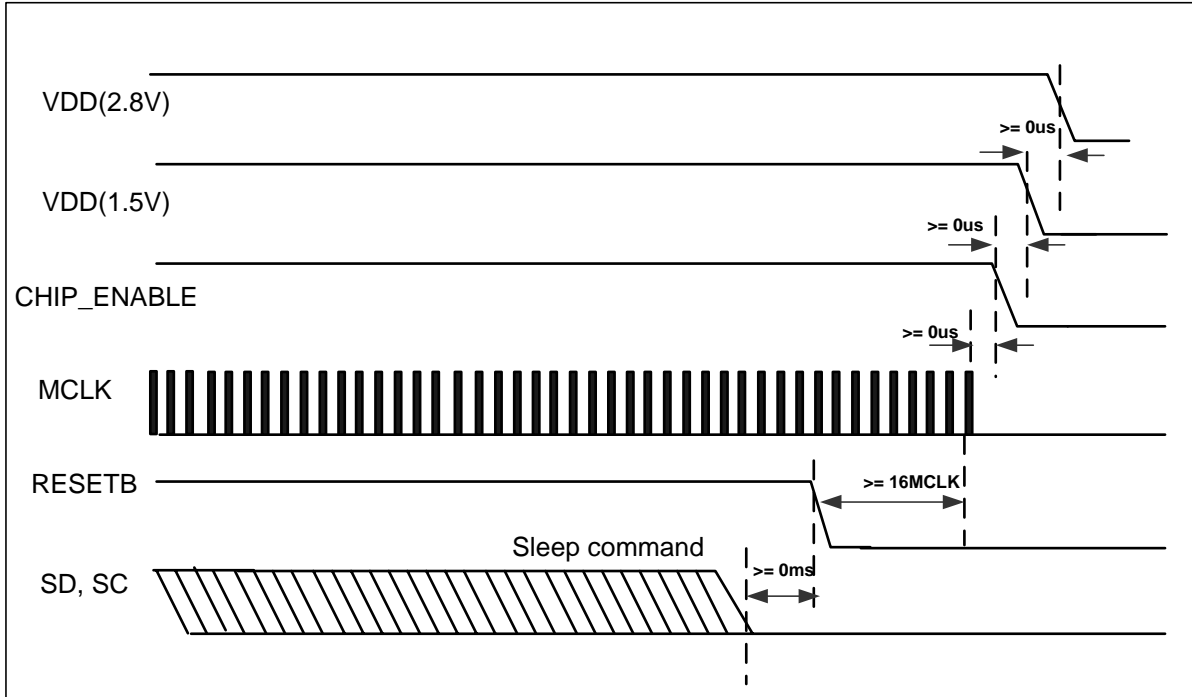 VDD(2.8V)
>= 0us
VDD(1.5V)
>= 0us
CHIP_ENABLE
>= 0us
MCLK
RESETB
>= 16MCLK
Sleep command
>= 0ms
SD, SC